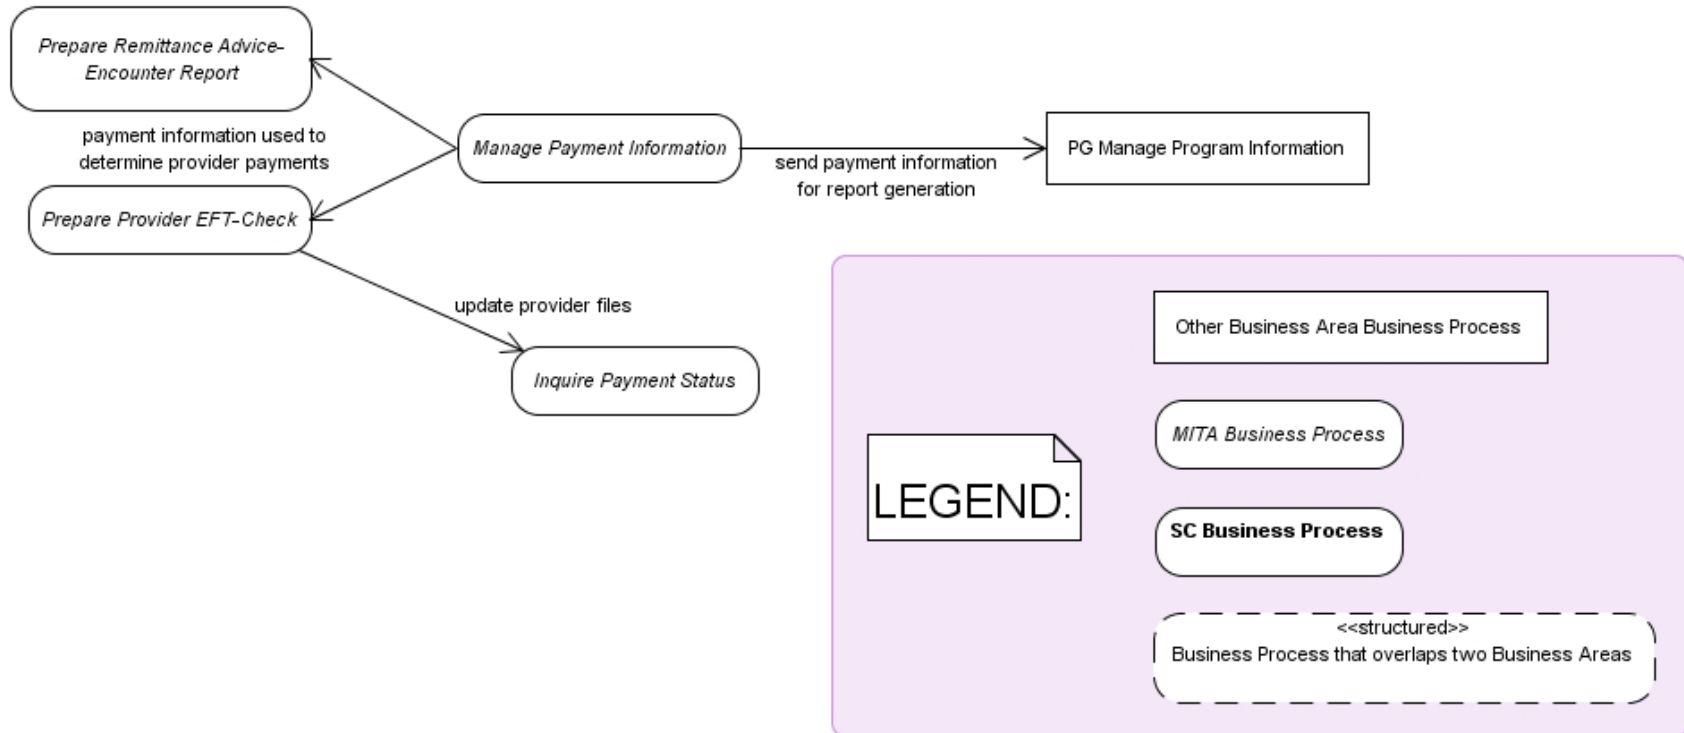 Prepare Remittance Advice-
Encounter Report
payment information used to
determine provider payments
Manage Payment Information
send payment information
for report generation
PG Manage Program Information
Prepare Provider EFT-Check
update provider files
Inquire Payment Status
LEGEND:
Other Business Area Business Process
MITA Business Process
SC Business Process
<<structured>>
Business Process that overlaps two Business Areas